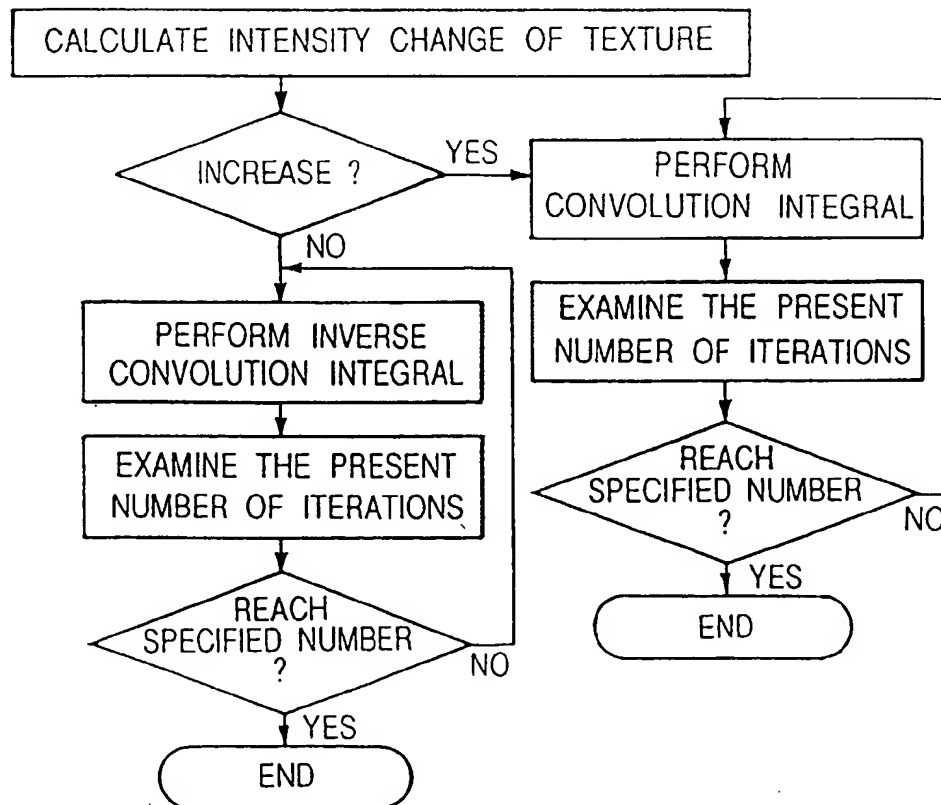 CALCULATE INTENSITY CHANGE OF TEXTURE
INCREASE ?
YES
NO
PERFORM INVERSE
CONVOLUTION INTEGRAL
EXAMINE THE PRESENT
NUMBER OF ITERATIONS
REACH
SPECIFIED NUMBER
?
NO
YES
END
PERFORM
CONVOLUTION INTEGRAL
EXAMINE THE PRESENT
NUMBER OF ITERATIONS
REACH
SPECIFIED NUMBER
?
NO
YES
END